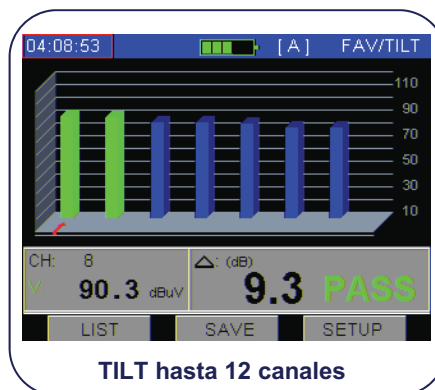 04:08:53 [ A ] FAV/TILT
110
90
70
50
30
10
CH: 8
V 90.3 dBuV
△: (dB)
9.3 PASS
LIST SAVE SETUP
TILT hasta 12 canales